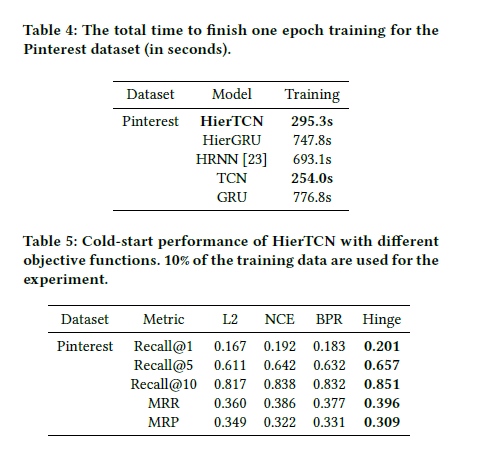 Table 4: The total time to finish one epoch training for the
Pinterest dataset (in seconds).
Dataset Model Training
Pinterest HierTCN 295.3s
HierGRU 747.8s
HRNN [23] 693.1s
TCN 254.0s
GRU 776.8s
Table 5: Cold-start performance of HierTCN with different
objective functions. 10% of the training data are used for the
experiment.
Dataset Metric L2 NCE BPR Hinge
Pinterest Recall@1 0.167 0.192 0.183 0.201
Recall@5 0.611 0.642 0.632 0.657
Recall@10 0.817 0.838 0.832 0.851
MRR 0.360 0.386 0.377 0.396
MRP 0.349 0.322 0.331 0.309